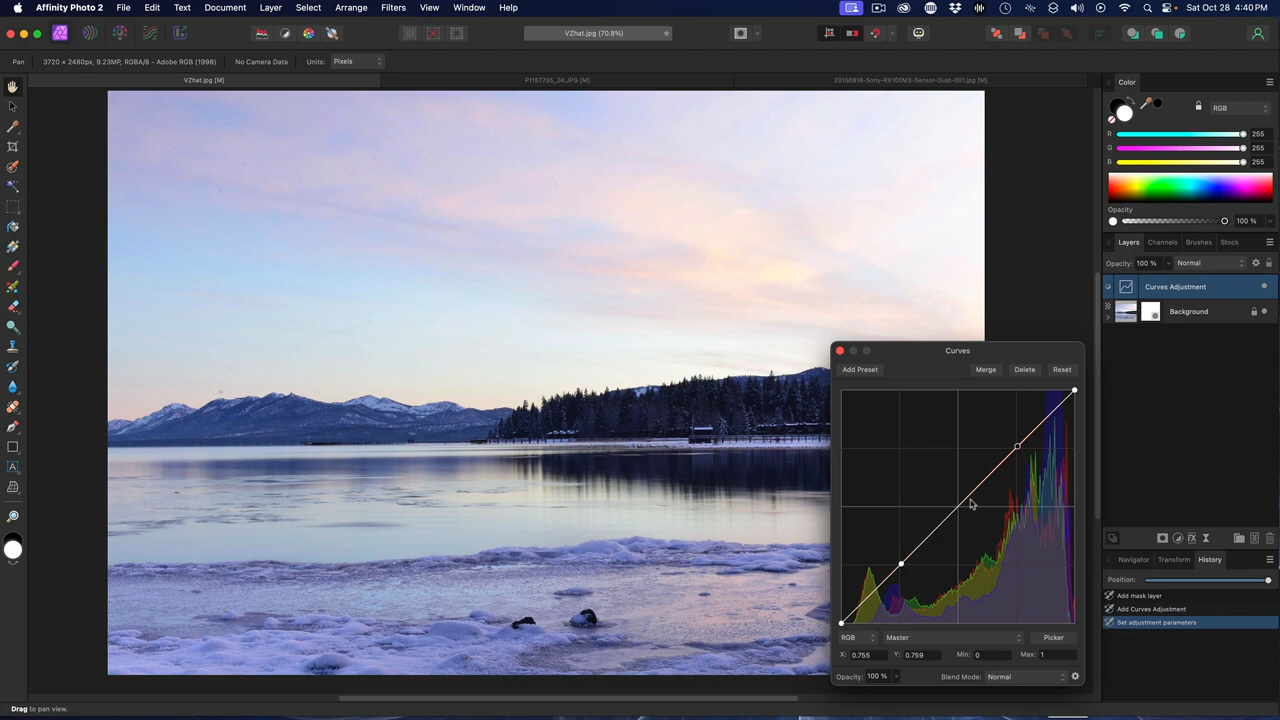 Affinity Photo 2 File Edit Text Document Layer Select Arrange Filters View Window Help Sat Oct 28 4:40 PM
VZhat.jpg (70.8%)
Pan 3720 × 2480px, 9.23MP, RGBA/8 - Adobe RGB (1998) No Camera Data Units: Pixels
VZhat.jpg [M] P1157735_24.JPG [M] 20150816-Sony-RX100M3-Sensor-Dust-001.jpg [M]
Color
RGB
R 255
G 255
B 255
Opacity
100 %
Layers Channels Brushes Stock
Opacity: 100 % Normal
Curves Adjustment
Background
Curves
Add Preset Merge Delete Reset
RGB Master Picker
X: 0.755 Y: 0.759 Min: 0 Max: 1
Opacity: 100 % Blend Mode: Normal
Navigator Transform History
Position:
Add mask layer
Add Curves Adjustment
Set adjustment parameters
Drag to pan view.